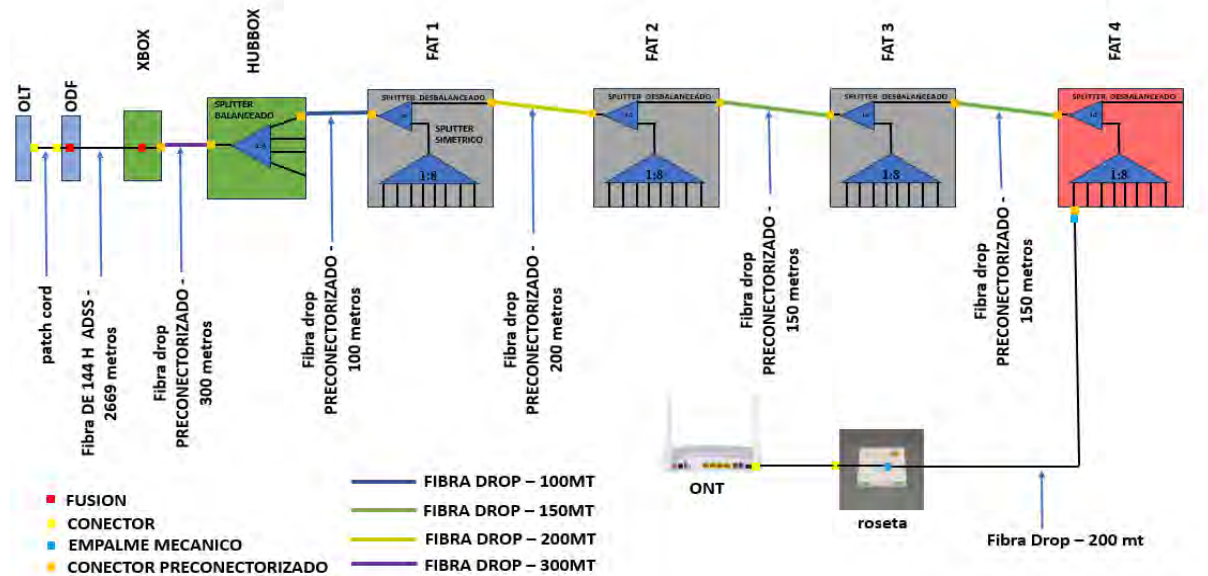 OLT
ODF
XBOX
HUBBOX
FAT 1
FAT 2
FAT 3
FAT 4
SPLITTER
BALANCEADO
SPLITTER DESBALANCEADO
SPLITTER
SIMETRICO
1:8
SPLITTER DESBALANCEADO
1:8
SPLITTER DESBALANCEADO
1:8
SPLITTER DESBALANCEADO
1:8
patch cord
Fibra DE 144 H ADSS -
2669 metros
Fibra drop
PRECONECTORIZADO -
300 metros
Fibra drop
PRECONECTORIZADO -
100 metros
Fibra drop
PRECONECTORIZADO -
200 metros
Fibra drop
PRECONECTORIZADO -
150 metros
Fibra drop
PRECONECTORIZADO -
150 metros
ONT
roseta
Fibra Drop – 200 mt
FUSION
CONECTOR
EMPALME MECANICO
CONECTOR PRECONECTORIZADO
FIBRA DROP – 100MT
FIBRA DROP – 150MT
FIBRA DROP – 200MT
FIBRA DROP – 300MT